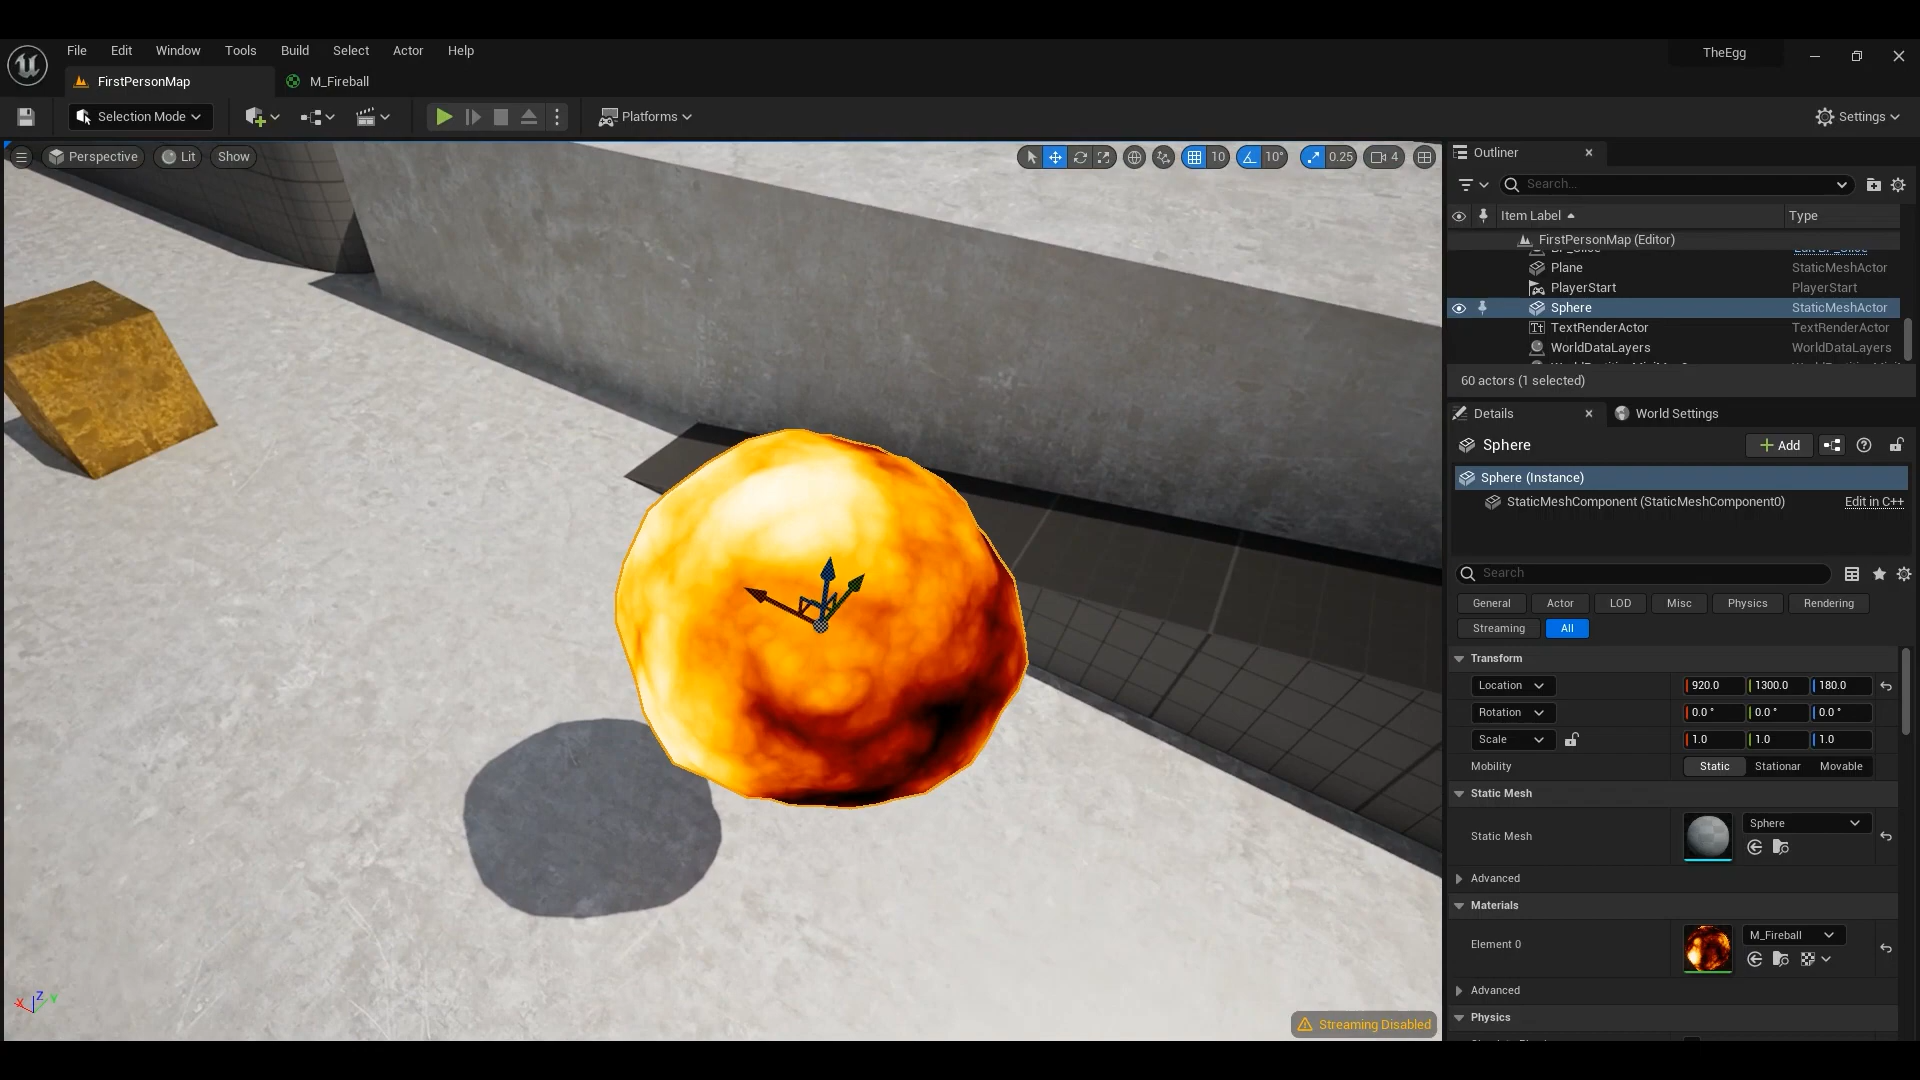 File Edit Window Tools Build Select Actor Help
TheEgg
FirstPersonMap
M_Fireball
Selection Mode
Platforms
Settings
Perspective
Lit
Show
10
10°
0.25
4
Outliner
Search...
Item Label
Type
FirstPersonMap (Editor)
Plane StaticMeshActor
PlayerStart PlayerStart
Sphere StaticMeshActor
TextRenderActor TextRenderActor
WorldDataLayers WorldDataLayers
60 actors (1 selected)
Details
World Settings
Sphere
Add
Sphere (Instance)
StaticMeshComponent (StaticMeshComponent0) Edit in C++
Search
General Actor LOD Misc Physics Rendering
Streaming All
Transform
Location 920.0 1300.0 180.0
Rotation 0.0 ° 0.0 ° 0.0 °
Scale 1.0 1.0 1.0
Mobility Static Stationar Movable
Static Mesh
Static Mesh Sphere
Advanced
Materials
Element 0 M_Fireball
Advanced
Physics
X Z Y
Streaming Disabled